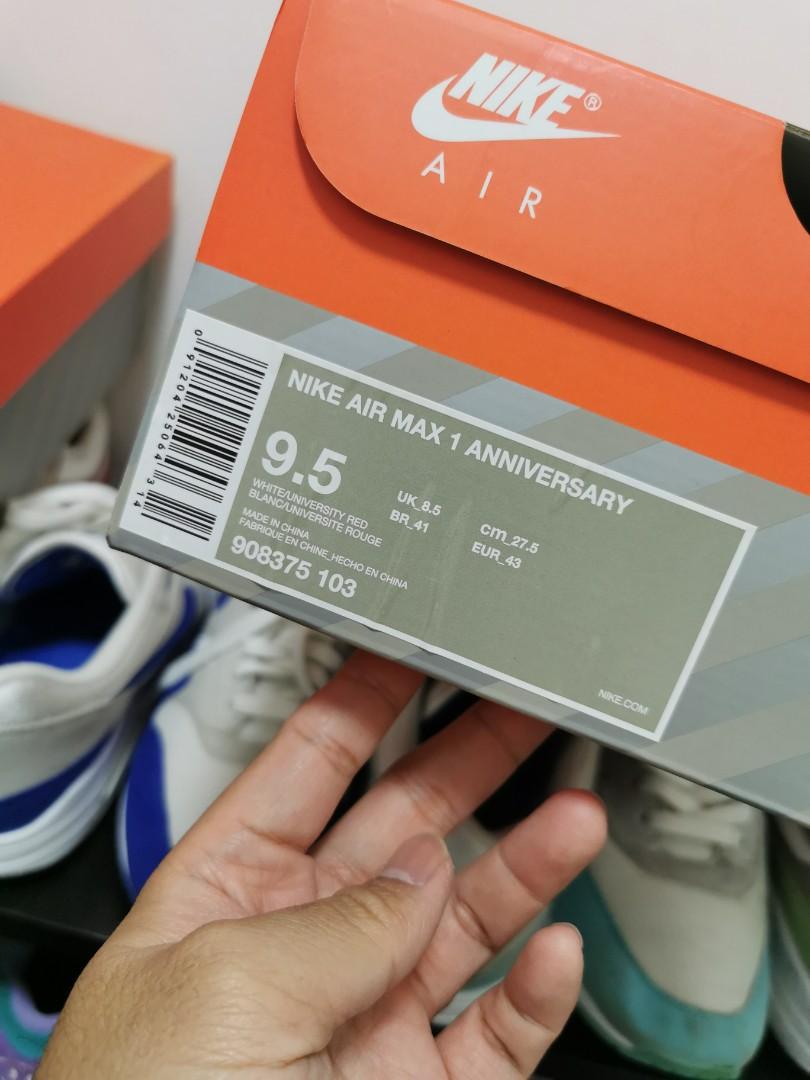 NIKE®
AIR
0 91204 25064 3 14
NIKE AIR MAX 1 ANNIVERSARY
9.5
UK_8.5
cm_27.5
BR_41
EUR_43
WHITE/UNIVERSITY RED
BLANC/UNIVERSITE ROUGE
MADE IN CHINA
FABRIQUE EN CHINE_HECHO EN CHINA
908375 103
NIKE.COM